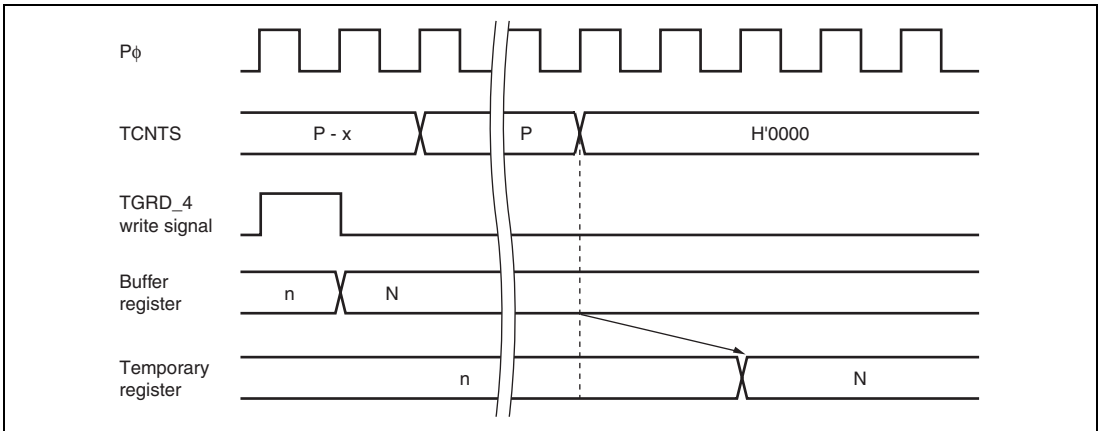 Pϕ
TCNTS
P - x
P
H'0000
TGRD_4
write signal
Buffer
register
n
N
Temporary
register
n
N